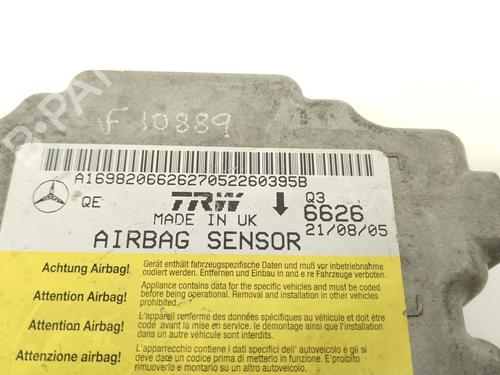 B-PA
F 10889
A16982066262705226​0395B
QE
TRW
Q3
MADE IN UK
6626
21/08/05
AIRBAG SENSOR
Achtung Airbag!
Gerät enthält fahrzeugspezifische Daten und muß vor inbetriebnahme
codiert werden. Entfernen und Einbau in and e re Fahrzeuge verboten.
Attention Airbag!
Appliance contains data for the specific vehicles and must be coded
before being operational. Removal and installation in other vehicles
prohibited.
Attention Airbag!
L'appareil renferme des données spécifiques au véhicule et doit
être codé avant la mise en service. le démontage ainsi que l'installation
dans un autre véhicule sont interdits.
Attenzione airbag!
L'apparecchio contiene i dati specifici dell autoveicolo e gli si
deve dare un codice prima di metterlo in funzione. E'proibito
rimuoverlo e montario su un altro autoveicolo.